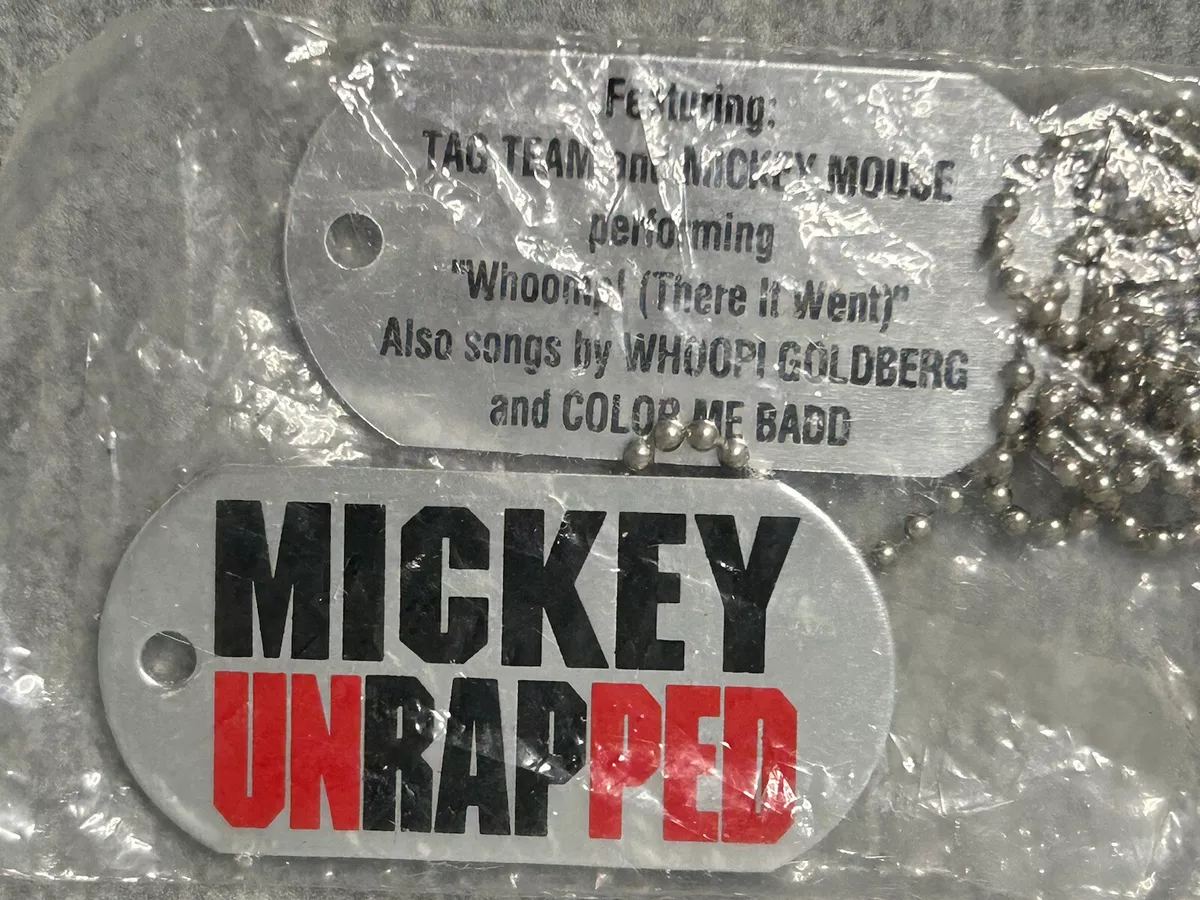 Featuring:
TAG TEAM and MICKEY MOUSE
performing
"Whoomp! (There It Went)"
Also songs by WHOOPI GOLDBERG
and COLOR ME BADD
MICKEY
UNRAPPED